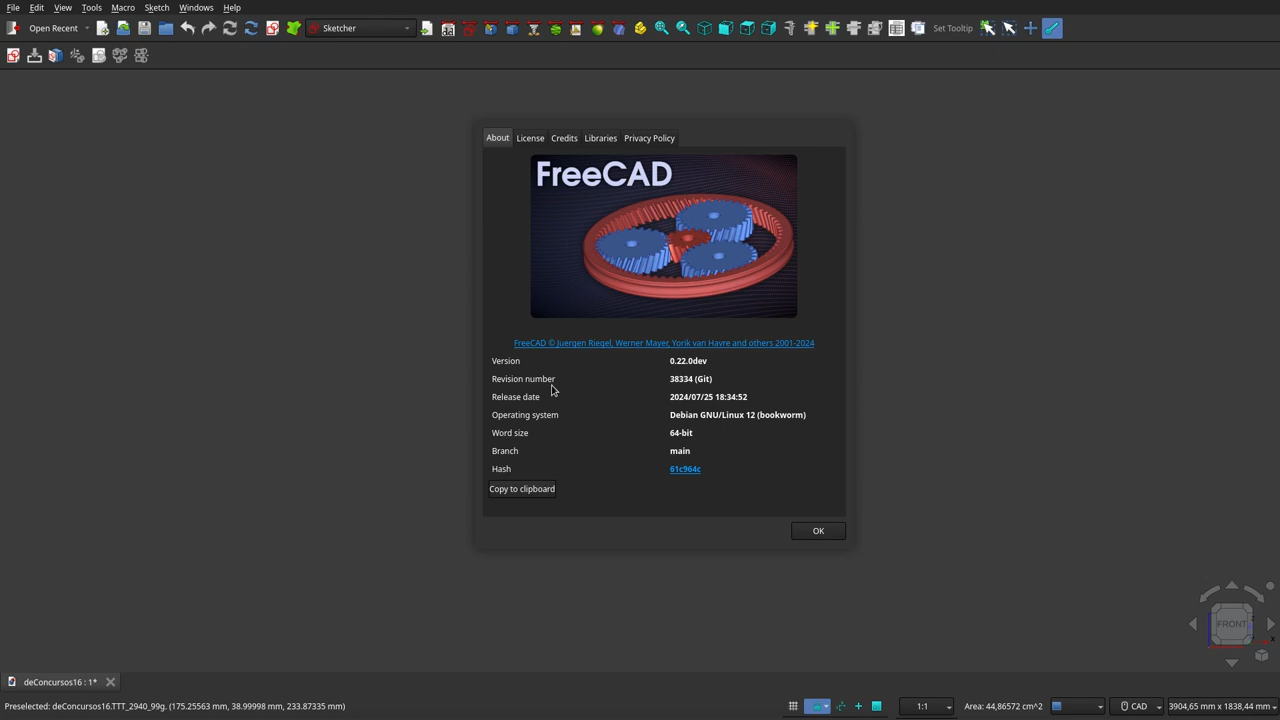 File Edit View Tools Macro Sketch Windows Help
Open Recent Sketcher Set Tooltip
About License Credits Libraries Privacy Policy
FreeCAD
FreeCAD © Juergen Riegel, Werner Mayer, Yorik van Havre and others 2001-2024
Version 0.22.0dev
Revision number 38334 (Git)
Release date 2024/07/25 18:34:52
Operating system Debian GNU/Linux 12 (bookworm)
Word size 64-bit
Branch main
Hash 61c964c
Copy to clipboard
OK
FRONT
deConcursos16 : 1*
Preselected: deConcursos16.TTT_2940_99g. (175.25563 mm, 38.99998 mm, 233.87335 mm) 1:1 Area: 44,86572 cm^2 CAD 3904,65 mm x 1838,44 mm